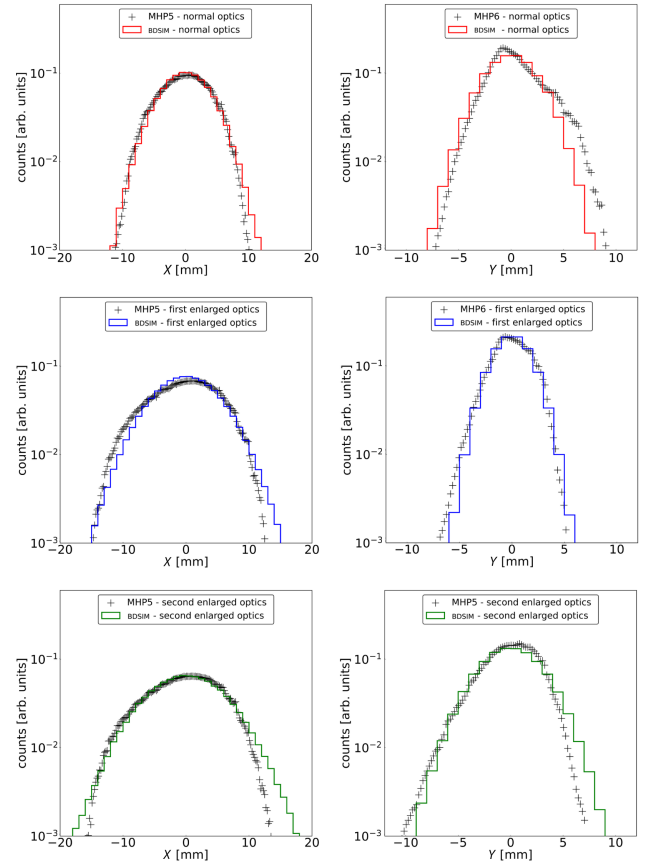 MHP5 - normal optics
BDSIM - normal optics
counts [arb. units]
10⁻¹
10⁻²
10⁻³
−20 −10 0 10 20
X [mm]
MHP6 - normal optics
BDSIM - normal optics
counts [arb. units]
10⁻¹
10⁻²
10⁻³
−10 −5 0 5 10
Y [mm]
MHP5 - first enlarged optics
BDSIM - first enlarged optics
counts [arb. units]
10⁻¹
10⁻²
10⁻³
−20 −10 0 10 20
X [mm]
MHP6 - first enlarged optics
BDSIM - first enlarged optics
counts [arb. units]
10⁻¹
10⁻²
10⁻³
−10 −5 0 5 10
Y [mm]
MHP5 - second enlarged optics
BDSIM - second enlarged optics
counts [arb. units]
10⁻¹
10⁻²
10⁻³
−20 −10 0 10 20
X [mm]
MHP5 - second enlarged optics
BDSIM - second enlarged optics
counts [arb. units]
10⁻¹
10⁻²
10⁻³
−10 −5 0 5 10
Y [mm]